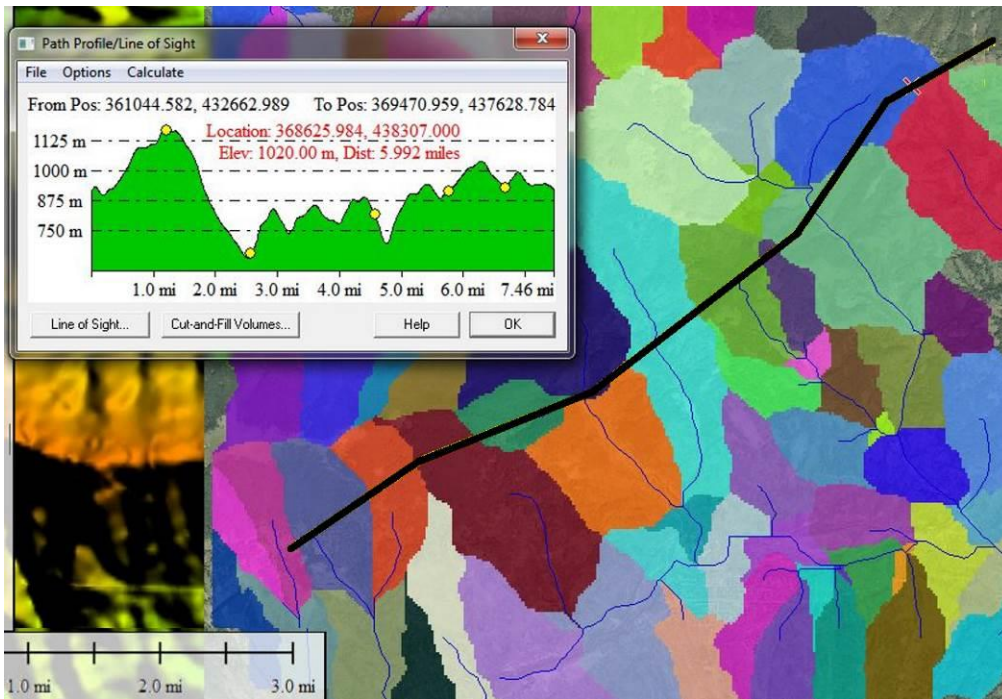 Path Profile/Line of Sight
File Options Calculate
From Pos: 361044.582, 432662.989 To Pos: 369470.959, 437628.784
Location: 368625.984, 438307.000
Elev: 1020.00 m, Dist: 5.992 miles
1125 m
1000 m
875 m
750 m
1.0 mi 2.0 mi 3.0 mi 4.0 mi 5.0 mi 6.0 mi 7.46 mi
Line of Sight... Cut-and-Fill Volumes... Help OK
1.0 mi 2.0 mi 3.0 mi